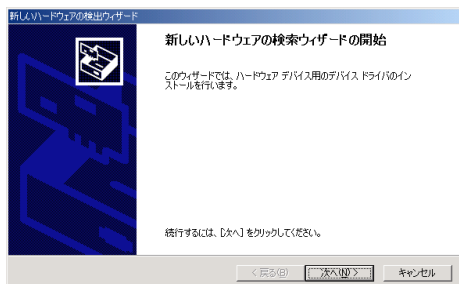 新しいハードウェアの検出ウィザード
新しいハードウェアの検索ウィザードの開始
このウィザードでは、ハードウェア デバイス用のデバイス ドライバのイン
ストールを行います。
続行するには、[次へ] をクリックしてください。
< 戻る(B)
次へ(N) >
キャンセル